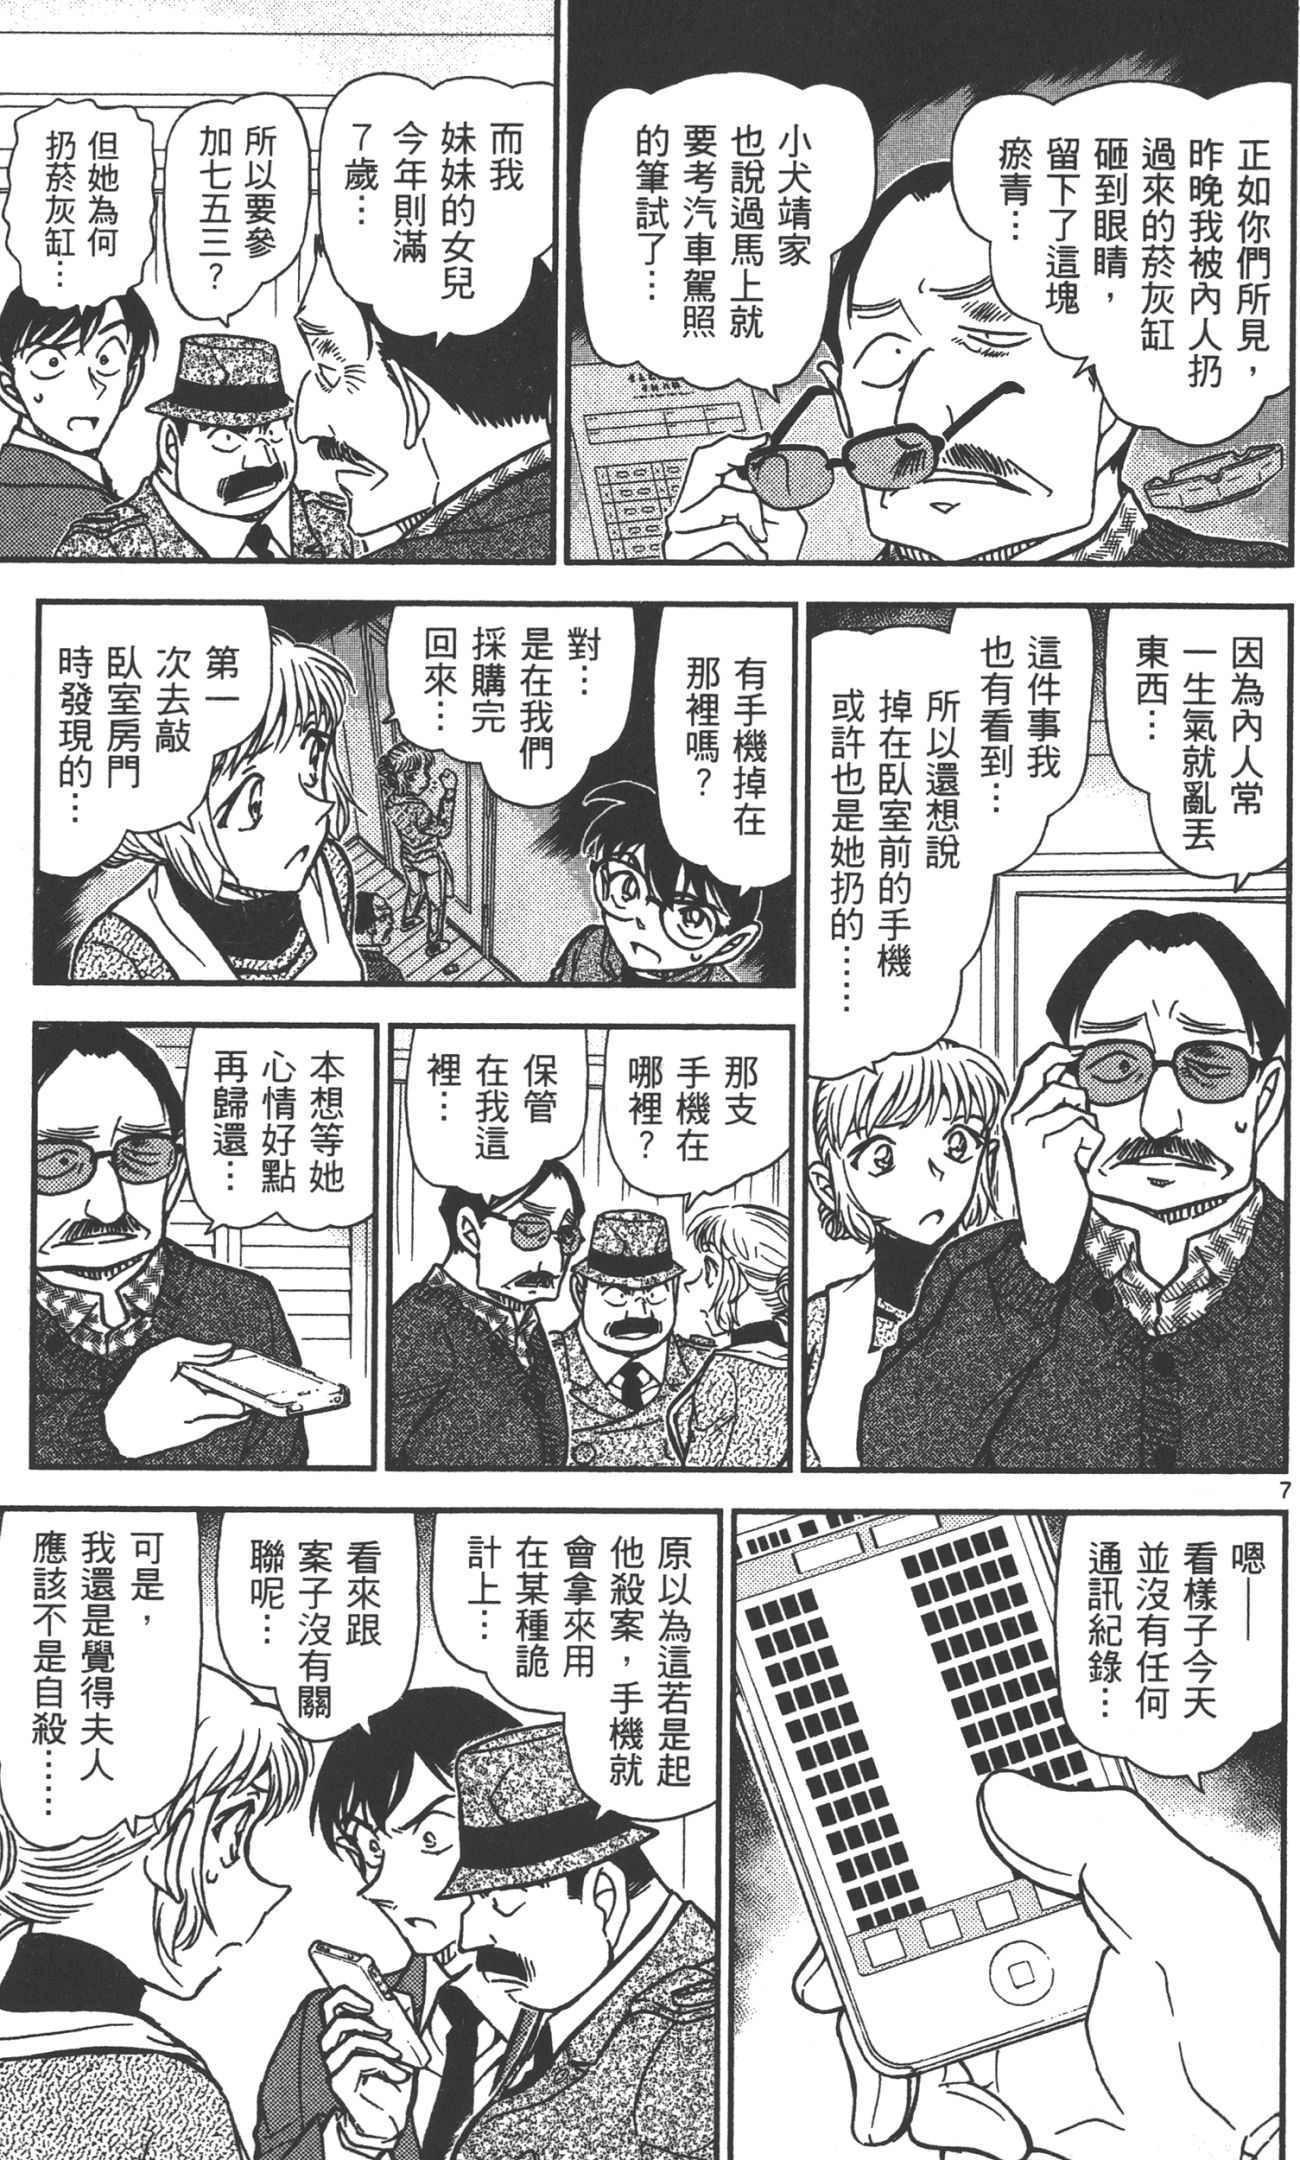 正如你們所見，
昨晚我被內人扔
過來的菸灰缸
砸到眼睛，
留下了這塊
瘀青…
小犬靖家
也說過馬上就
要考汽車駕照
的筆試了…
而我
妹妹的女兒
今年則滿
7歲…
所以要參
加七五三？
但她為何
扔菸灰缸…
因為內人常
一生氣就亂丟
東西…
這件事我
也有看到…
所以還想說
掉在臥室前的手機
或許也是她扔的……
有手機掉在
那裡嗎？
對…
是在我們
採購完
回來…
第一
次去敲
臥室房門
時發現的…
那支
手機在
哪裡？
保管
在我這
裡…
本想等她
心情好點
再歸還…
7
嗯——
看樣子今天
並沒有任何
通訊紀錄…
原以為這若是起
他殺案，手機就
會拿來用
在某種詭
計上…
看來跟
案子沒有關
聯呢…
可是，
我還是覺得夫人
應該不是自殺……